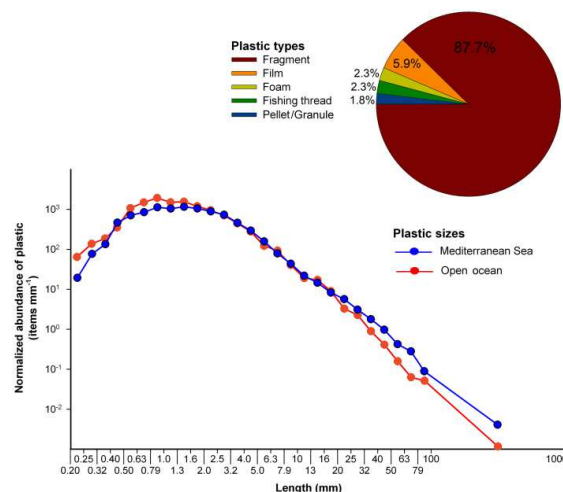 Plastic types
Fragment
Film
Foam
Fishing thread
Pellet/Granule
87.7%
5.9%
2.3%
2.3%
1.8%
Plastic sizes
Mediterranean Sea
Open ocean
Normalized abundance of plastic
(items mm⁻¹)
10³
10²
10¹
10⁰
10⁻¹
10⁻²
0.25 0.40 0.63 1.0 1.6 2.5 4.0 6.3 10 16 25 40 63 100 1000
0.20 0.32 0.50 0.79 1.3 2.0 3.2 5.0 7.9 13 20 32 50 79
Length (mm)